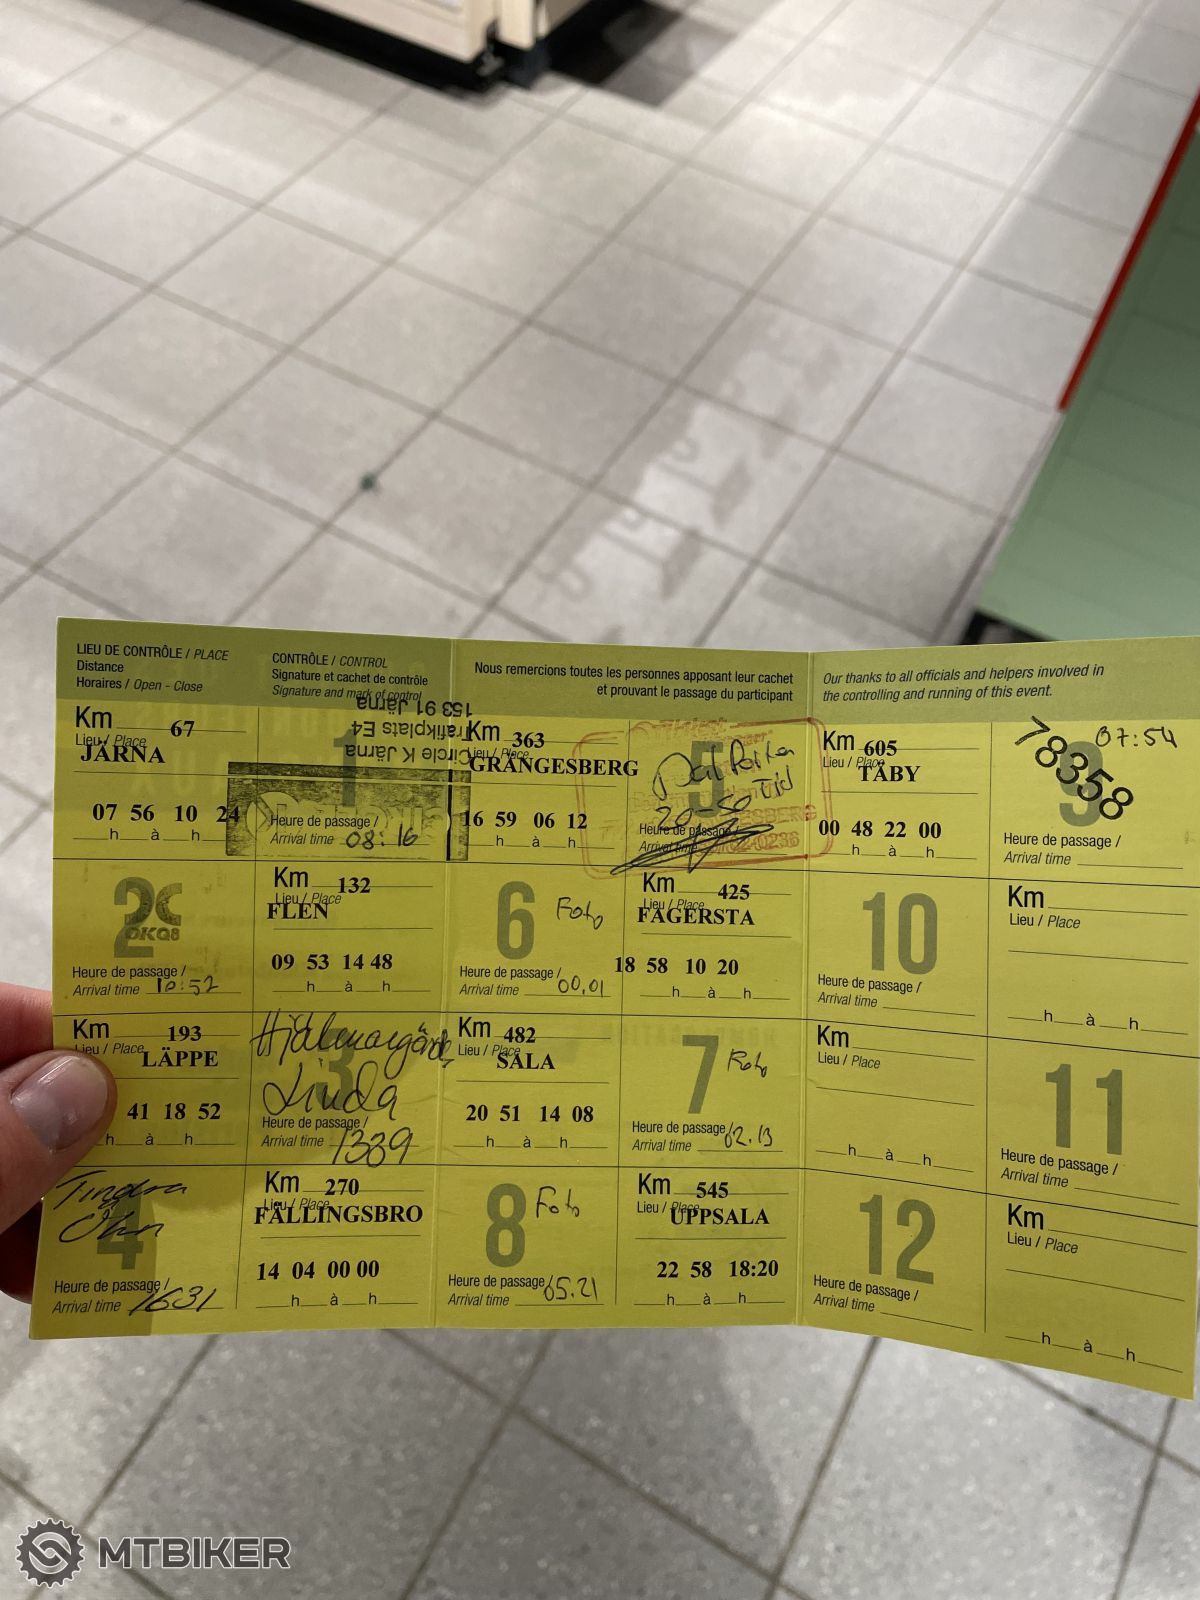 LIEU DE CONTRÔLE / PLACE
Distance
Horaires / Open - Close
CONTRÔLE / CONTROL
Signature et cachet de contrôle
Signature and mark of control
Nous remercions toutes les personnes apposant leur cachet
et prouvant le passage du participant
Our thanks to all officials and helpers involved in
the controlling and running of this event.
Km 67
Lieu / Place
JÄRNA
07 56 10 24
h à h
1
Circle K Järna
Trafikplats E4
153 91 Järna
Heure de passage /
Arrival time 08:16
Km 363
Lieu / Place
GRÄNGESBERG
16 59 06 12
h à h
5
20-50
Heure de passage /
Arrival time
Km 605
Lieu / Place
TÄBY
00 48 22 00
h à h
9
78358
07:54
Heure de passage /
Arrival time
2
OKQ8
Heure de passage /
Arrival time 10:52
Km 132
Lieu / Place
FLEN
09 53 14 48
h à h
6
Foto
Heure de passage /
Arrival time 00.01
Km 425
Lieu / Place
FAGERSTA
18 58 10 20
h à h
10
Heure de passage /
Arrival time
Km
Lieu / Place
h à h
Km 193
Lieu / Place
LÄPPE
41 18 52
h à h
3
Linda
Heure de passage /
Arrival time 1339
Km 482
Lieu / Place
SALA
20 51 14 08
h à h
7
Foto
Heure de passage /
Arrival time 02.13
Km
Lieu / Place
h à h
11
Heure de passage /
Arrival time
4
Tindra
Heure de passage /
Arrival time 1631
Km 270
Lieu / Place
FÄLLINGSBRO
14 04 00 00
h à h
8
Foto
Heure de passage /
Arrival time 05.21
Km 545
Lieu / Place
UPPSALA
22 58 18:20
h à h
12
Heure de passage /
Arrival time
Km
Lieu / Place
h à h
MTBIKER